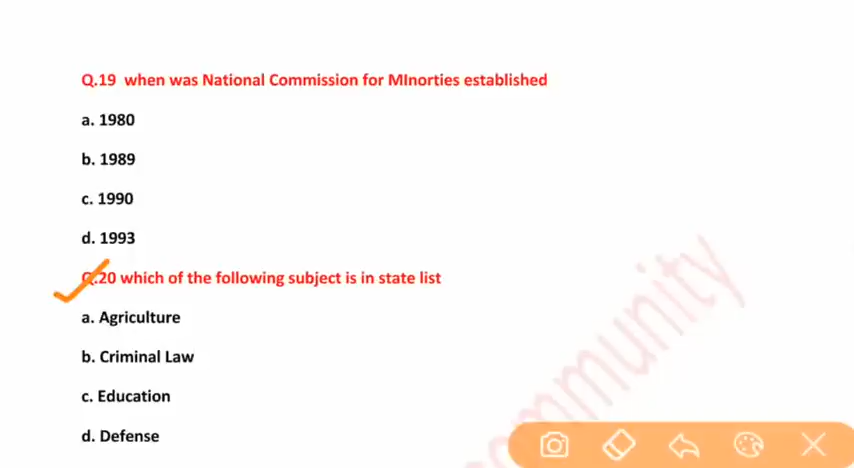 Q.19 when was National Commission for MInorties established
a. 1980
b. 1989
c. 1990
d. 1993
Q.20 which of the following subject is in state list
a. Agriculture
b. Criminal Law
c. Education
d. Defense